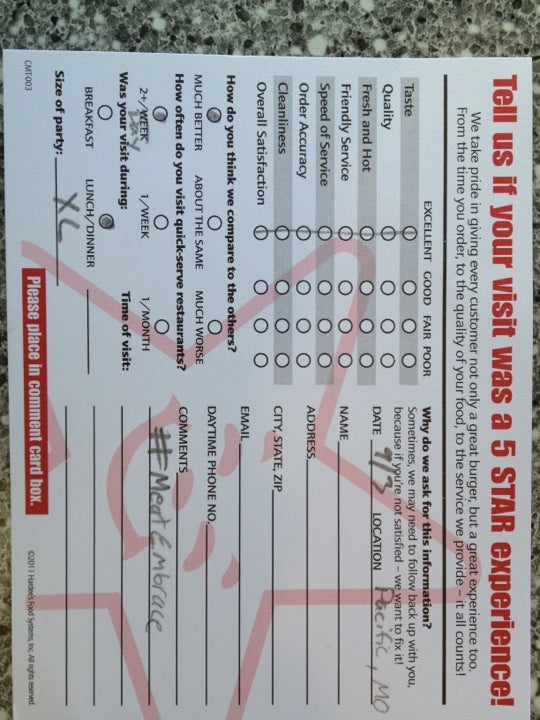 Tell us if your visit was a 5 STAR experience!
We take pride in giving every customer not only a great burger, but a great experience too.
From the time you order, to the quality of your food, to the service we provide – it all counts!
EXCELLENT GOOD FAIR POOR
Taste
Quality
Fresh and Hot
Friendly Service
Speed of Service
Order Accuracy
Cleanliness
Overall Satisfaction
How do you think we compare to the others?
MUCH BETTER ABOUT THE SAME MUCH WORSE
How often do you visit quick-serve restaurants?
2+/WEEK 1/WEEK 1/MONTH
Day
Was your visit during: Time of visit:
BREAKFAST LUNCH/DINNER
Size of party: XL
CMT-003
Why do we ask for this information?
Sometimes, we may need to follow back up with you,
because if you're not satisfied – we want to fix it!
DATE 9/3 LOCATION Pacific, MO
NAME
ADDRESS
CITY, STATE, ZIP
EMAIL
DAYTIME PHONE NO.
COMMENTS
#MeatEmbrace
Please place in comment card box.
©2011 Hardee's Food Systems, Inc. All rights reserved.